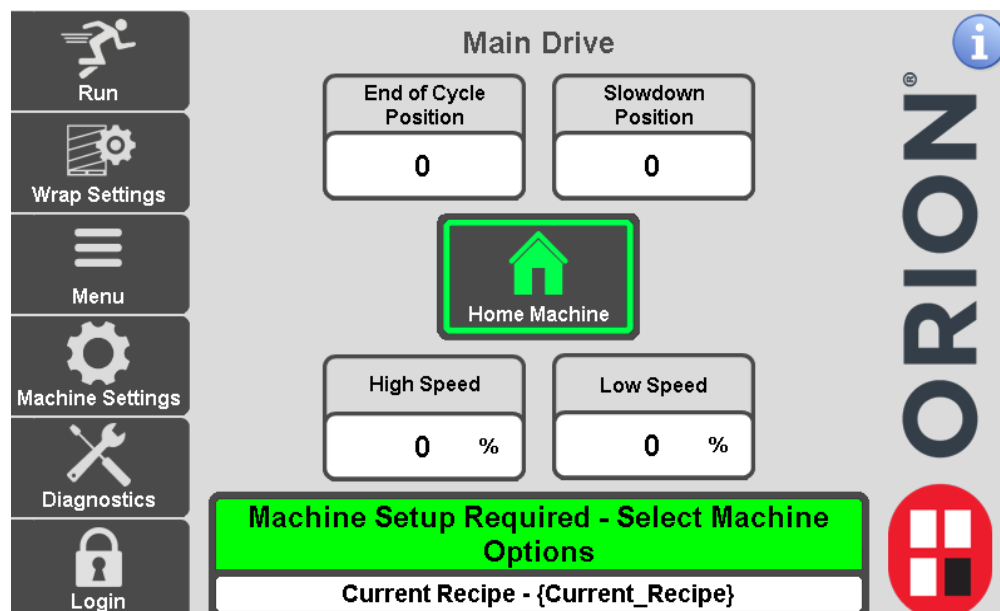 Run
Wrap Settings
Menu
Machine Settings
Diagnostics
Login
Main Drive
End of Cycle
Position
0
Slowdown
Position
0
Home Machine
High Speed
0 %
Low Speed
0 %
Machine Setup Required - Select Machine
Options
Current Recipe - {Current_Recipe}
i
ORION®